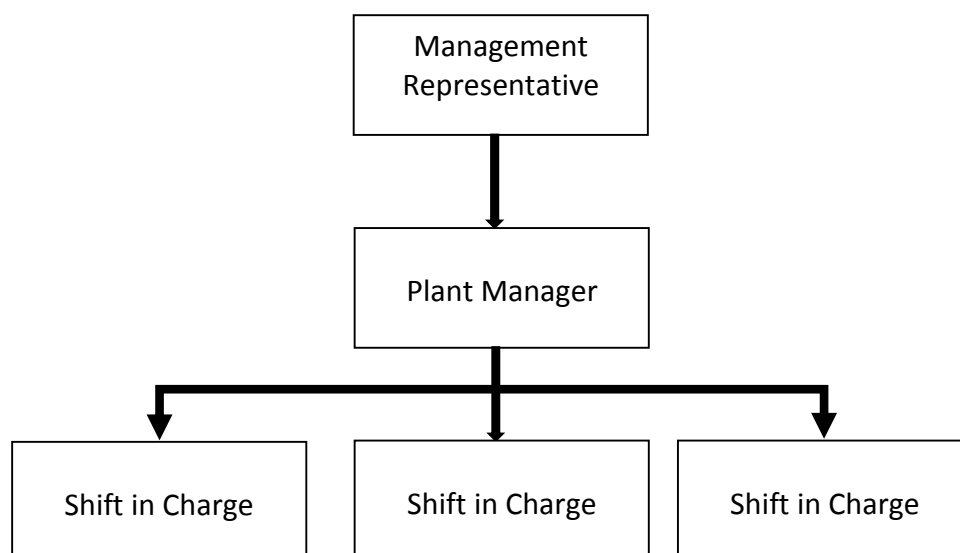 Management
Representative
Plant Manager
Shift in Charge
Shift in Charge
Shift in Charge